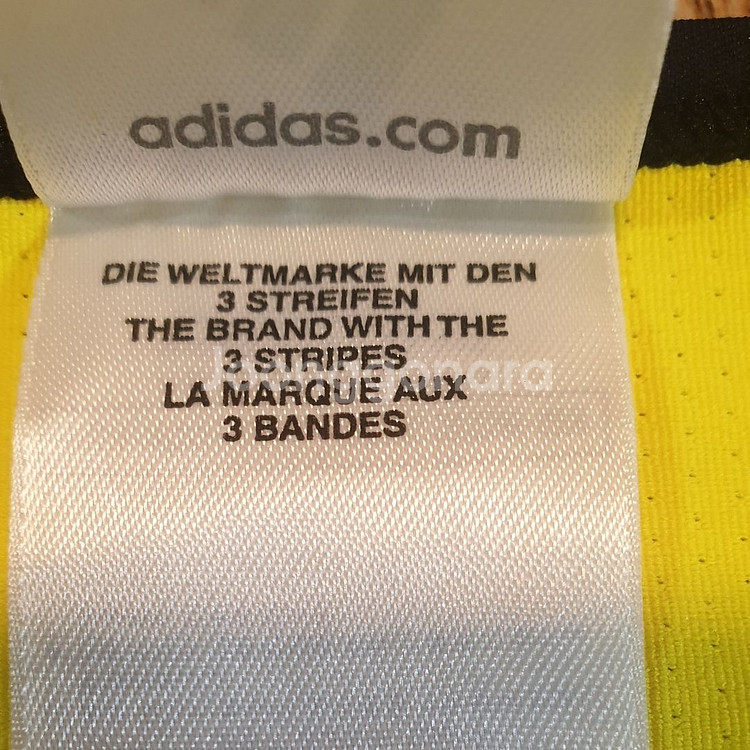 adidas.com
DIE WELTMARKE MIT DEN
3 STREIFEN
THE BRAND WITH THE
3 STRIPES
LA MARQUE AUX
3 BANDES